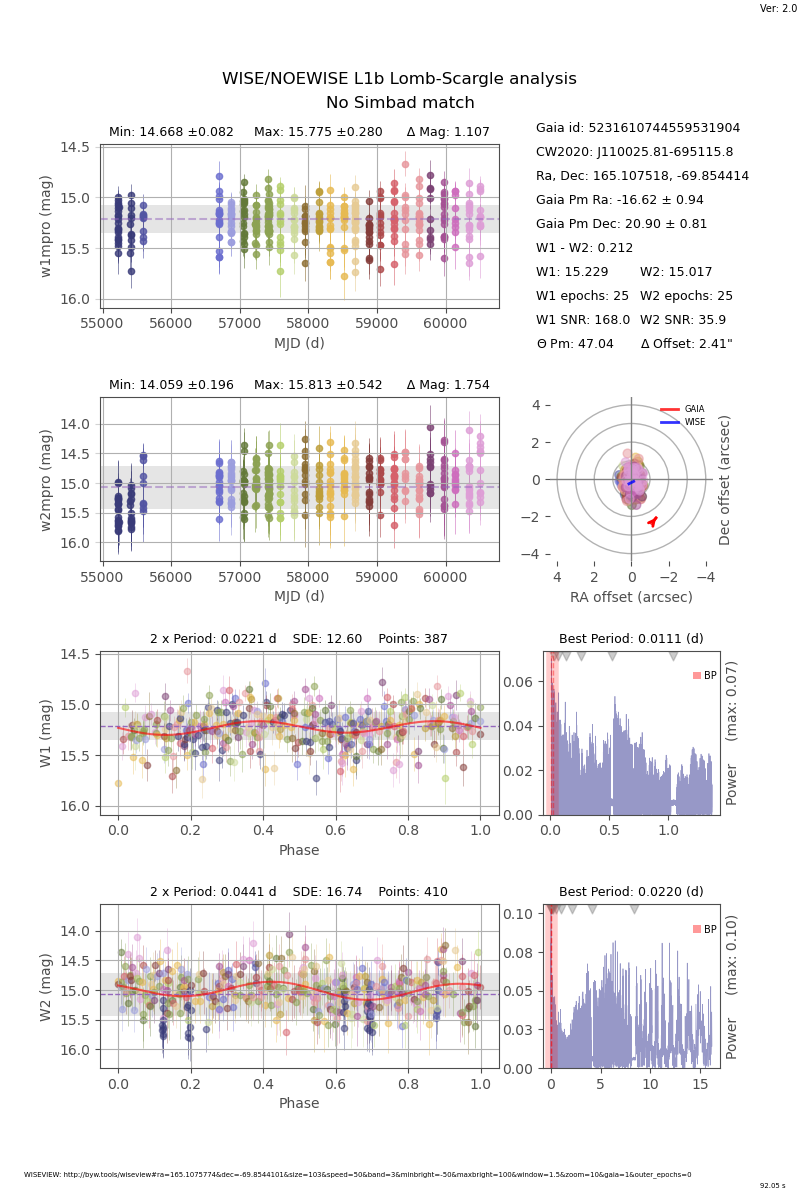 Ver: 2.0
WISE/NOEWISE L1b Lomb-Scargle analysis
No Simbad match
Min: 14.668 ±0.082 Max: 15.775 ±0.280 Δ Mag: 1.107
14.5
15.0
15.5
16.0
w1mpro (mag)
55000 56000 57000 58000 59000 60000
MJD (d)
Gaia id: 5231610744559531904
CW2020: J110025.81-695115.8
Ra, Dec: 165.107518, -69.854414
Gaia Pm Ra: -16.62 ± 0.94
Gaia Pm Dec: 20.90 ± 0.81
W1 - W2: 0.212
W1: 15.229 W2: 15.017
W1 epochs: 25 W2 epochs: 25
W1 SNR: 168.0 W2 SNR: 35.9
Θ Pm: 47.04 Δ Offset: 2.41"
Min: 14.059 ±0.196 Max: 15.813 ±0.542 Δ Mag: 1.754
14.0
14.5
15.0
15.5
16.0
w2mpro (mag)
55000 56000 57000 58000 59000 60000
MJD (d)
4
2
0
−2
−4
GAIA
WISE
Dec offset (arcsec)
4 2 0 −2 −4
RA offset (arcsec)
2 x Period: 0.0221 d SDE: 12.60 Points: 387
14.5
15.0
15.5
16.0
W1 (mag)
0.0 0.2 0.4 0.6 0.8 1.0
Phase
Best Period: 0.0111 (d)
0.06
0.04
0.02
0.00
BP
Power (max: 0.07)
0.0 0.5 1.0
2 x Period: 0.0441 d SDE: 16.74 Points: 410
14.0
14.5
15.0
15.5
16.0
W2 (mag)
0.0 0.2 0.4 0.6 0.8 1.0
Phase
Best Period: 0.0220 (d)
0.10
0.08
0.05
0.03
0.00
BP
Power (max: 0.10)
0 5 10 15
WISEVIEW: http://byw.tools/wiseview#ra=165.1075774&dec=-69.8544101&size=103&speed=50&band=3&minbright=-50&maxbright=100&window=1.5&zoom=10&gaia=1&outer_epochs=0
92.05 s